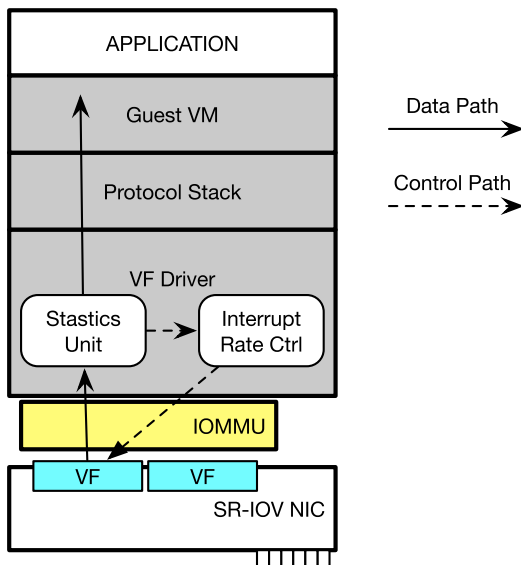 APPLICATION
Guest VM
Data Path
Protocol Stack
Control Path
VF Driver
Stastics
Unit
Interrupt
Rate Ctrl
IOMMU
VF
VF
SR-IOV NIC